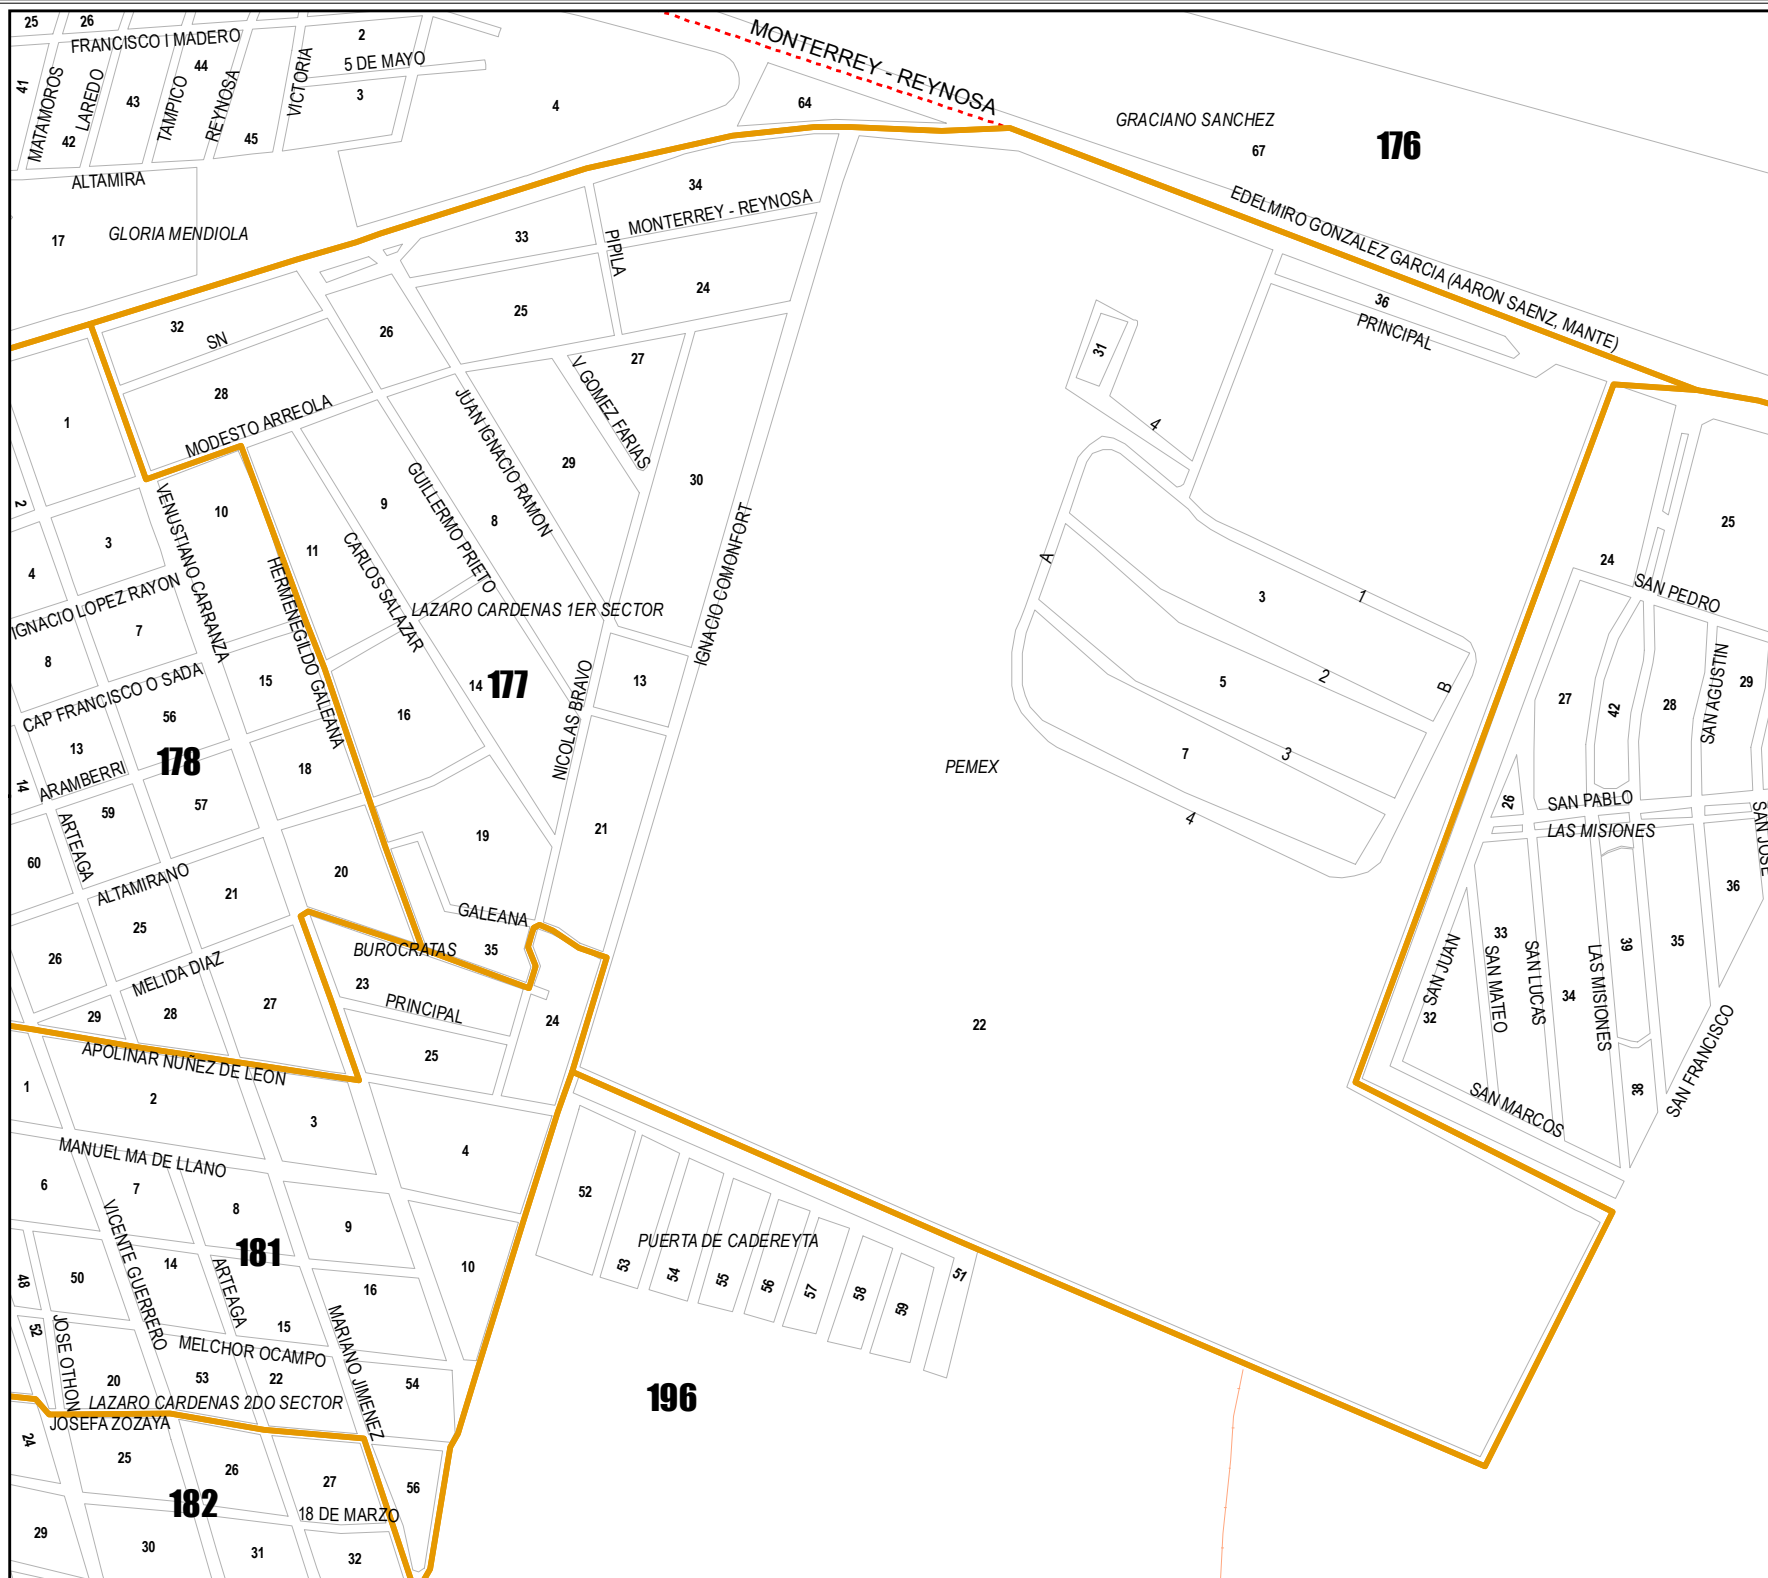 25
26
FRANCISCO I MADERO
2
5 DE MAYO
41
MATAMOROS
42
LAREDO
43
TAMPICO
44
REYNOSA
45
VICTORIA
3
4
MONTERREY - REYNOSA
64
GRACIANO SANCHEZ
67
176
ALTAMIRA
17
GLORIA MENDIOLA
33
34
MONTERREY - REYNOSA
PIPILA
EDELMIRO GONZALEZ GARCIA (AARON SAENZ, MANTE)
32
SN
26
25
24
36
PRINCIPAL
31
4
28
1
MODESTO ARREOLA
27
V. GOMEZ FARIAS
JUAN IGNACIO RAMON
29
30
2
10
VENUSTIANO CARRANZA
9
GUILLERMO PRIETO
8
3
11
CARLOS SALAZAR
HERMENEGILDO GALEANA
IGNACIO COMONFORT
A
24
25
SAN PEDRO
4
IGNACIO LOPEZ RAYON
7
LAZARO CARDENAS 1ER SECTOR
3
1
8
CAP FRANCISCO O SADA
15
14
177
13
NICOLAS BRAVO
5
2
B
27
42
28
SAN AGUSTIN
29
56
13
178
16
14
ARAMBERRI
18
PEMEX
7
3
4
26
SAN PABLO
LAS MISIONES
SAN JOSE
59
57
ARTEAGA
60
19
21
ALTAMIRANO
21
20
36
25
26
GALEANA
35
BUROCRATAS
MELIDA DIAZ
23
PRINCIPAL
27
28
29
24
25
22
SAN JUAN
32
33
SAN MATEO
SAN LUCAS
34
LAS MISIONES
39
35
38
SAN FRANCISCO
SAN MARCOS
APOLINAR NUÑEZ DE LEON
1
2
3
4
MANUEL MA DE LLANO
6
7
8
VICENTE GUERRERO
181
9
10
52
PUERTA DE CADEREYTA
53
54
55
56
57
58
59
51
48
50
14
ARTEAGA
16
15
MARIANO JIMENEZ
52
JOSE OTHON
MELCHOR OCAMPO
20
53
22
54
LAZARO CARDENAS 2DO SECTOR
JOSEFA ZOZAYA
196
24
25
26
27
56
182
18 DE MARZO
29
30
31
32